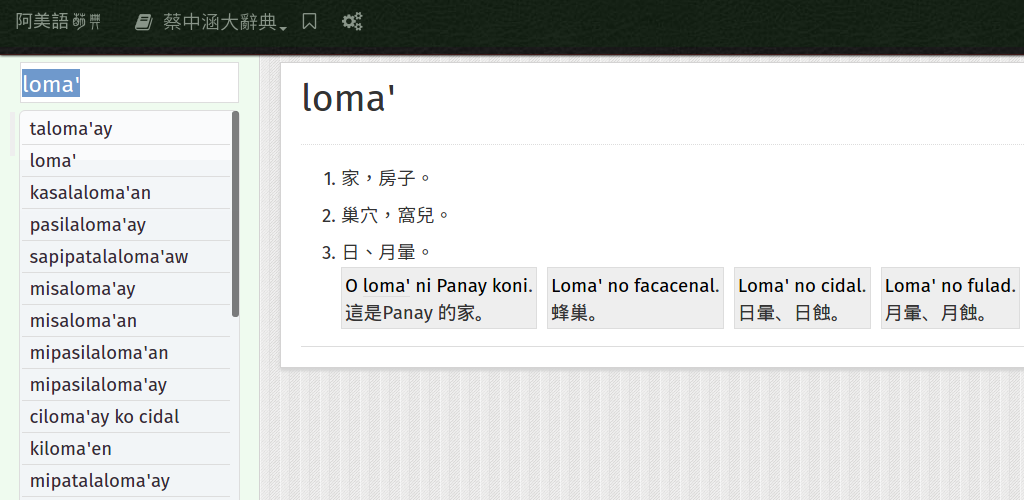 阿美語萌典
蔡中涵大辭典
loma'
taloma'ay
loma'
kasalaloma'an
pasilaloma'ay
sapipatalaloma'aw
misaloma'ay
misaloma'an
mipasilaloma'an
mipasilaloma'ay
ciloma'ay ko cidal
kiloma'en
mipatalaloma'ay
loma'
1. 家，房子。
2. 巢穴，窩兒。
3. 日、月暈。
O loma' ni Panay koni.
這是Panay 的家。
Loma' no facacenal.
蜂巢。
Loma' no cidal.
日暈、日蝕。
Loma' no fulad.
月暈、月蝕。